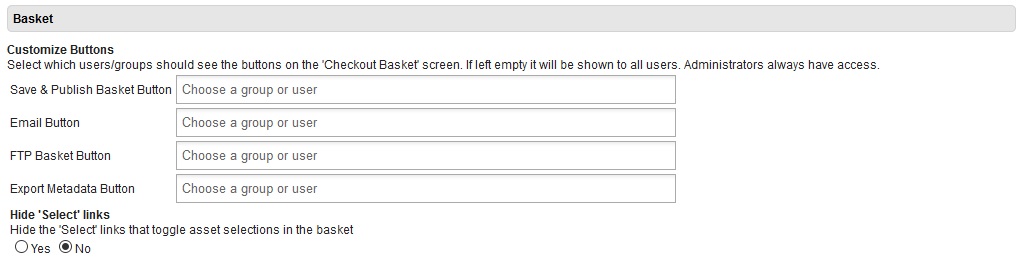 Basket
Customize Buttons
Select which users/groups should see the buttons on the 'Checkout Basket' screen. If left empty it will be shown to all users. Administrators always have access.
Save & Publish Basket Button Choose a group or user
Email Button Choose a group or user
FTP Basket Button Choose a group or user
Export Metadata Button Choose a group or user
Hide 'Select' links
Hide the 'Select' links that toggle asset selections in the basket
Yes No